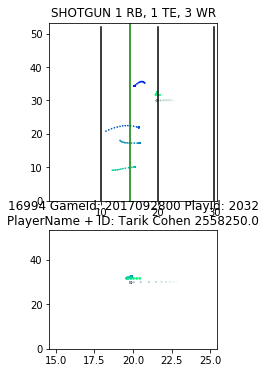 SHOTGUN 1 RB, 1 TE, 3 WR
50
40
30
20
10
0
10 20 30
16994 GameId: 2017092800 PlayId: 2032
PlayerName + ID: Tarik Cohen 2558250.0
40
20
0
15.0 17.5 20.0 22.5 25.0